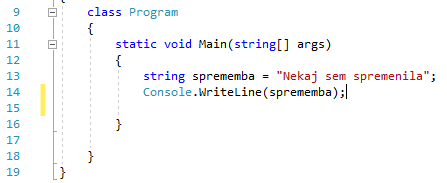 9 class Program
10 {
11 static void Main(string[] args)
12 {
13 string sprememba = "Nekaj sem spremenila";
14 Console.WriteLine(sprememba);
15
16 }
17
18 }
19 }